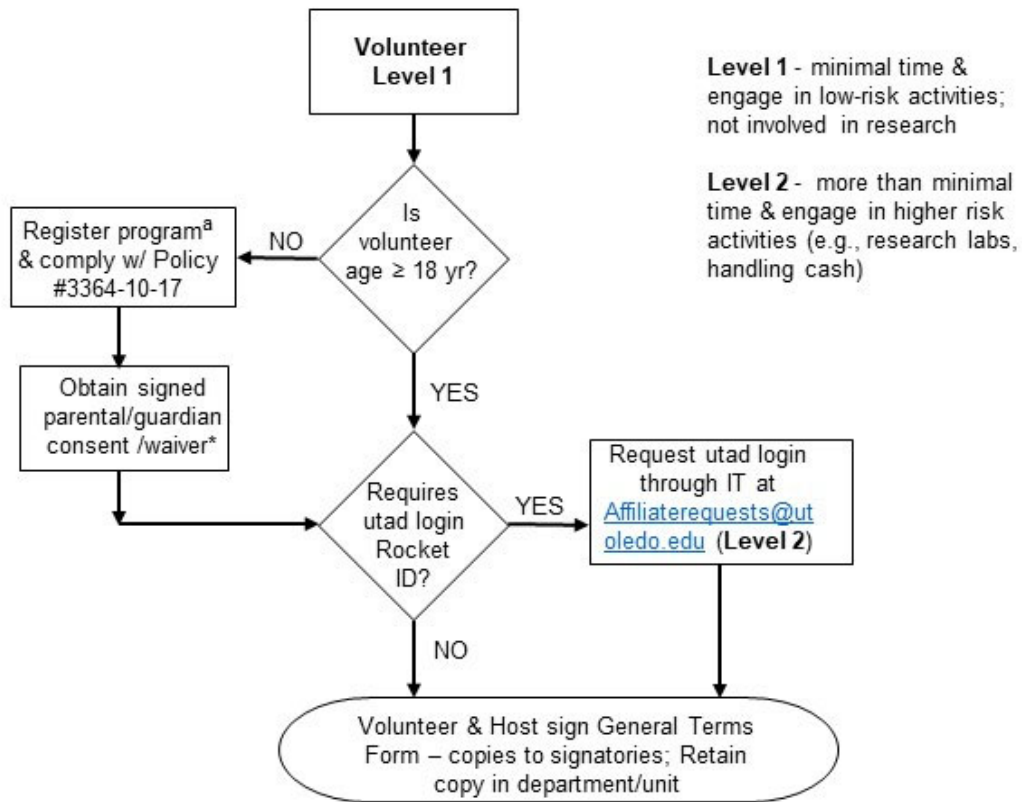 Volunteer
Level 1
Level 1 - minimal time &
engage in low-risk activities;
not involved in research
Level 2 - more than minimal
time & engage in higher risk
activities (e.g., research labs,
handling cash)
Is
volunteer
age ≥ 18 yr?
NO
Register programᵃ
& comply w/ Policy
#3364-10-17
YES
Obtain signed
parental/guardian
consent /waiver*
Requires
utad login
Rocket
ID?
YES
Request utad login
through IT at
Affiliaterequests@ut
oledo.edu (Level 2)
NO
Volunteer & Host sign General Terms
Form – copies to signatories; Retain
copy in department/unit